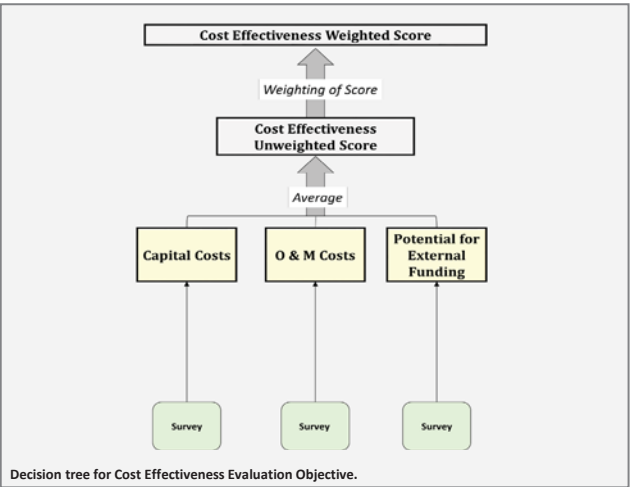 Cost Effectiveness Weighted Score
Weighting of Score
Cost Effectiveness
Unweighted Score
Average
Capital Costs
O & M Costs
Potential for
External
Funding
Survey
Survey
Survey
Decision tree for Cost Effectiveness Evaluation Objective.